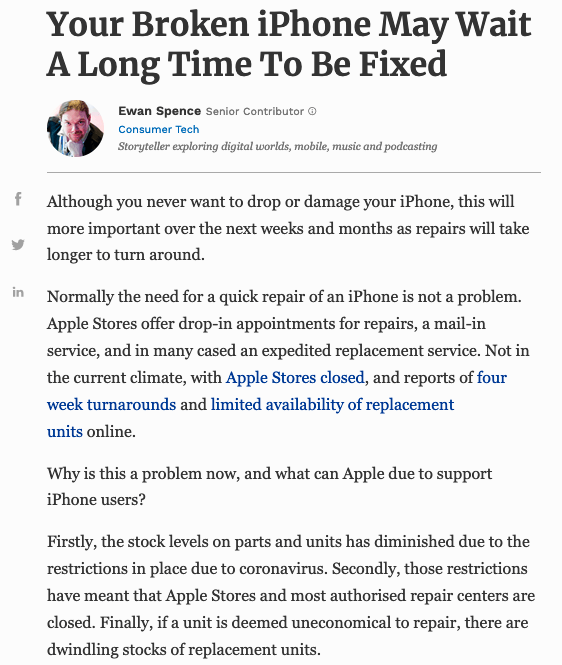 Your Broken iPhone May Wait
A Long Time To Be Fixed
Ewan Spence Senior Contributor
Consumer Tech
Storyteller exploring digital worlds, mobile, music and podcasting
Although you never want to drop or damage your iPhone, this will
more important over the next weeks and months as repairs will take
longer to turn around.
Normally the need for a quick repair of an iPhone is not a problem.
Apple Stores offer drop-in appointments for repairs, a mail-in
service, and in many cased an expedited replacement service. Not in
the current climate, with Apple Stores closed, and reports of four
week turnarounds and limited availability of replacement
units online.
Why is this a problem now, and what can Apple due to support
iPhone users?
Firstly, the stock levels on parts and units has diminished due to the
restrictions in place due to coronavirus. Secondly, those restrictions
have meant that Apple Stores and most authorised repair centers are
closed. Finally, if a unit is deemed uneconomical to repair, there are
dwindling stocks of replacement units.